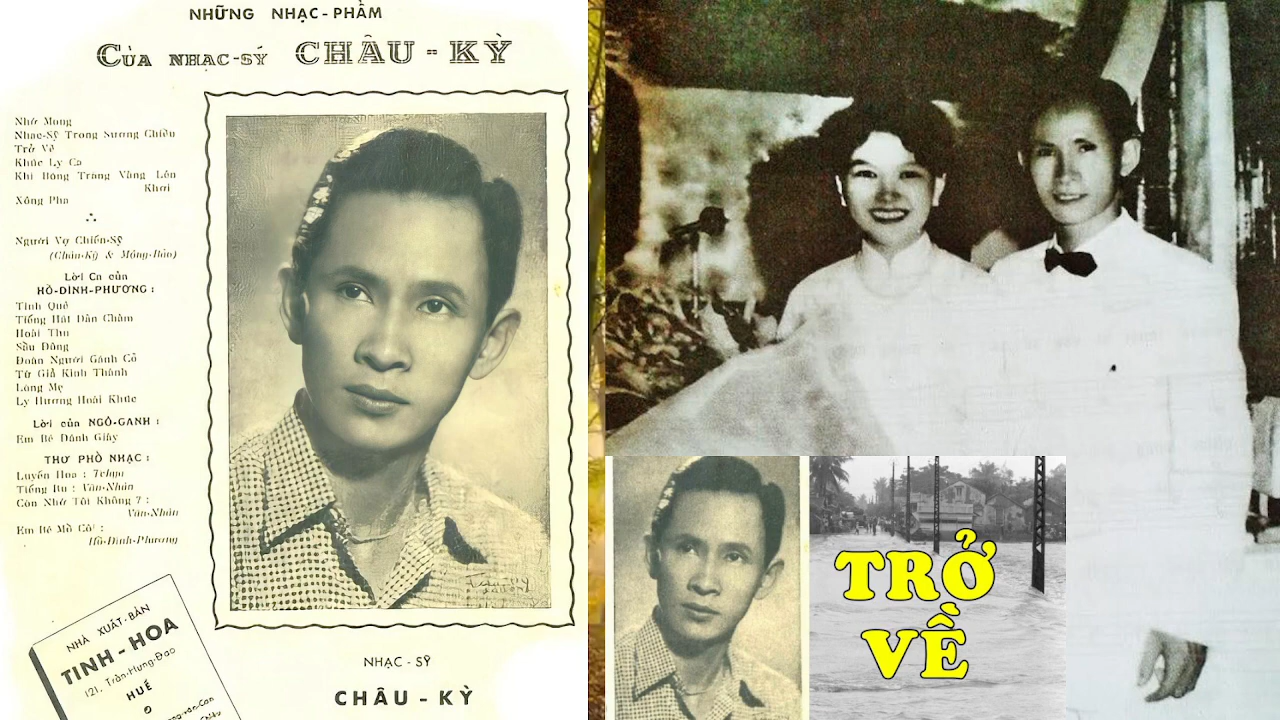 NHỮNG NHẠC-PHẨM
CỦA NHẠC-SỸ CHÂU-KỲ
Nhớ Mong
Nhạc-Sỹ Trong Sương Chiều
Trở Về
Khúc Ly Ca
Khi Bóng Trăng Vàng Lên
Khơi
Xông Pha
Người Vợ Chiến-Sỹ
(Châu-Kỳ & Mộng-Bảo)
Lời Ca của
HỒ-ĐÌNH-PHƯƠNG :
Tình Quê
Tiếng Hát Dân Chàm
Hoài Thu
Sầu Đông
Đoàn Người Gánh Cỏ
Từ Giã Kinh Thành
Lòng Mẹ
Ly Hương Hoài Khúc
Lời của NGÔ-GANH :
Em Bé Đánh Giày
THƠ PHỔ NHẠC :
Luyến Hoa : Tchya
Tiếng Ru : Vân-Nhân
Còn Nhớ Tôi Không ? :
Vân-Nhân
Em Bé Mồ Côi :
Hồ-Đình-Phương
NHÀ XUẤT-BẢN
TINH-HOA
121, Trần-Hưng-Đạo
HUẾ
NHẠC-SỸ
CHÂU-KỲ
TRỞ
VỀ